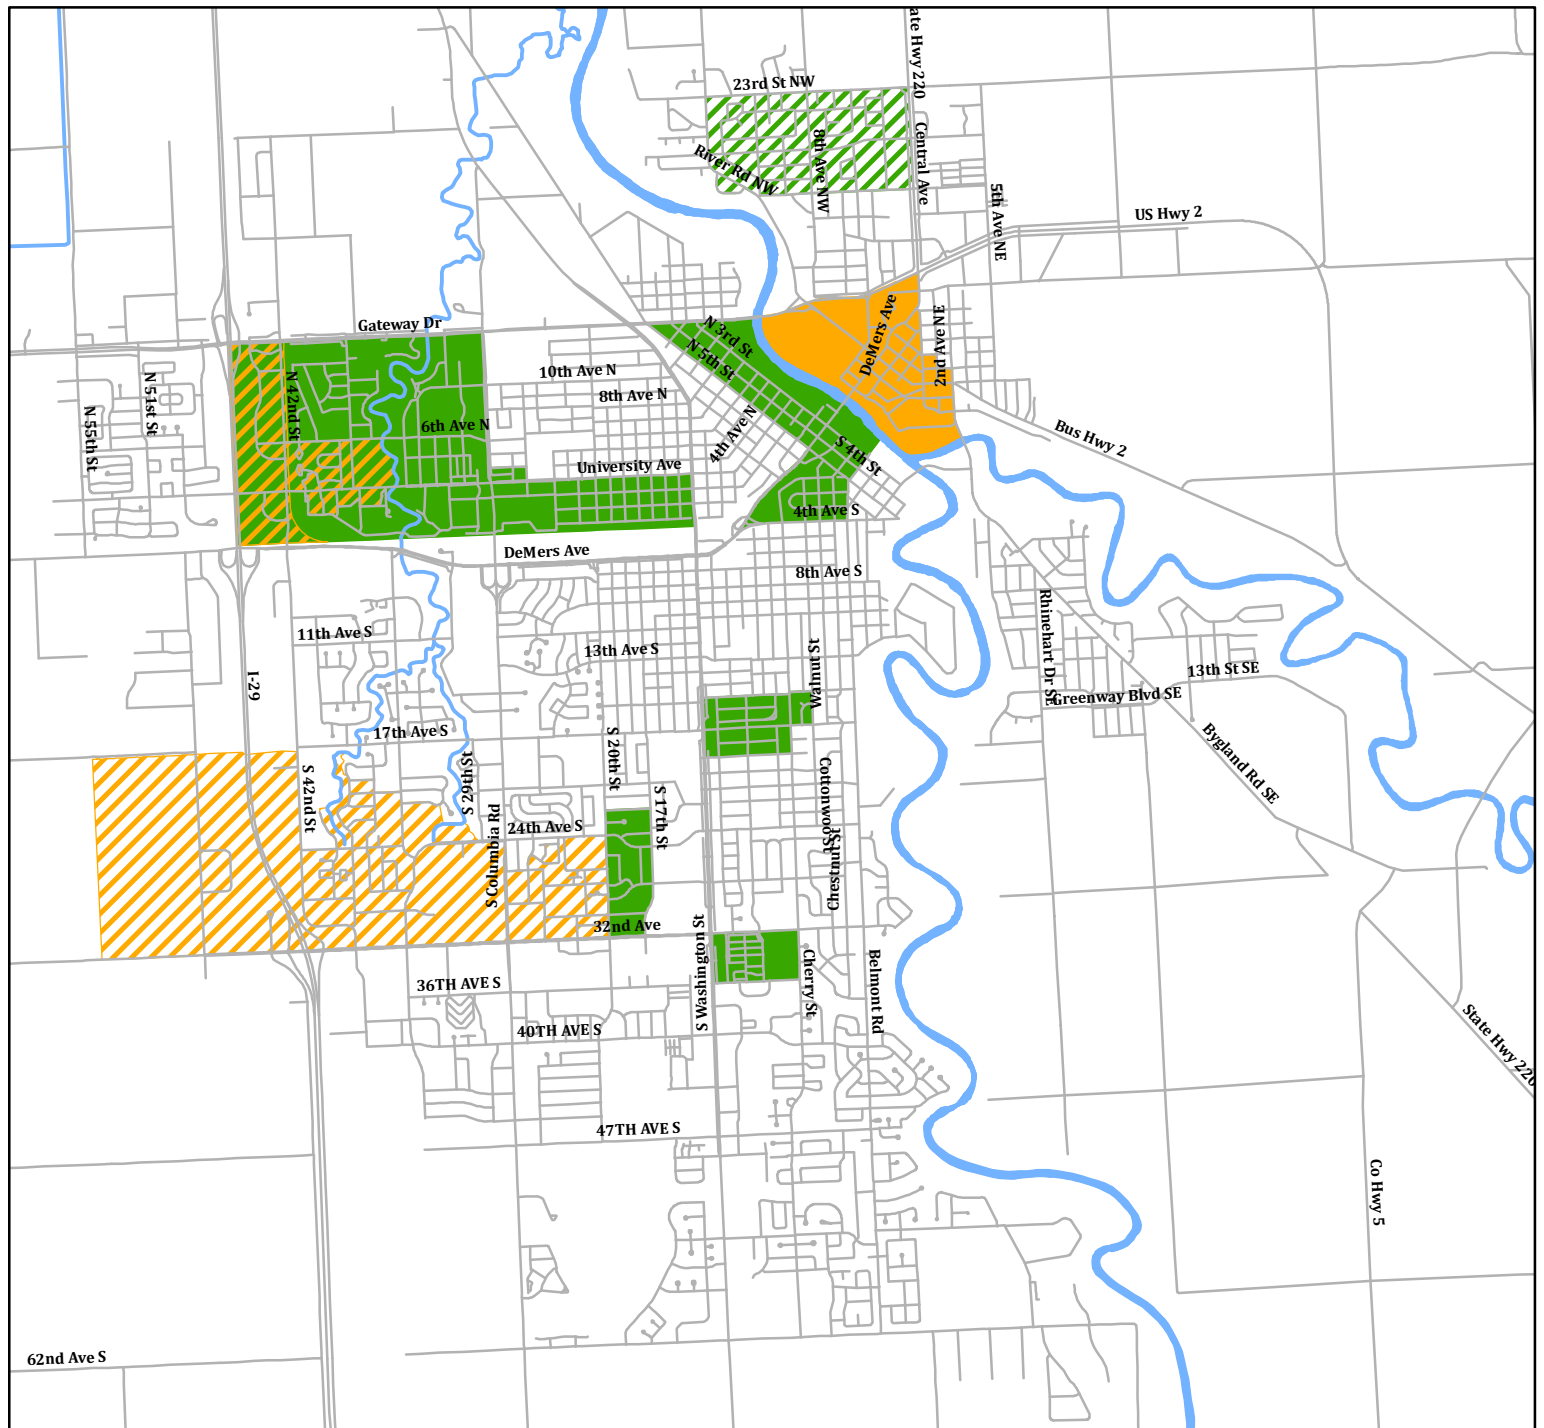 ate Hwy 220
23rd St NW
8th Ave NW
Central Ave
River Rd NW
5th Ave NE
US Hwy 2
Gateway Dr
N 3rd St
N 5th St
DeMers Ave
2nd Ave NE
10th Ave N
8th Ave N
N 42nd St
N 51st St
N 55th St
6th Ave N
4th Ave N
Bus Hwy 2
S 4th St
University Ave
4th Ave S
DeMers Ave
8th Ave S
11th Ave S
13th Ave S
Walnut St
Rhinehart Dr SE
13th St SE
Greenway Blvd SE
I-29
17th Ave S
S 20th St
S 29th St
S 42nd St
S 17th St
Cottonwood St
Bygland Rd SE
S Columbia Rd
24th Ave S
Chestnut St
32nd Ave
S Washington St
Cherry St
Belmont Rd
36TH AVE S
40TH AVE S
State Hwy 220
47TH AVE S
Co Hwy 5
62nd Ave S